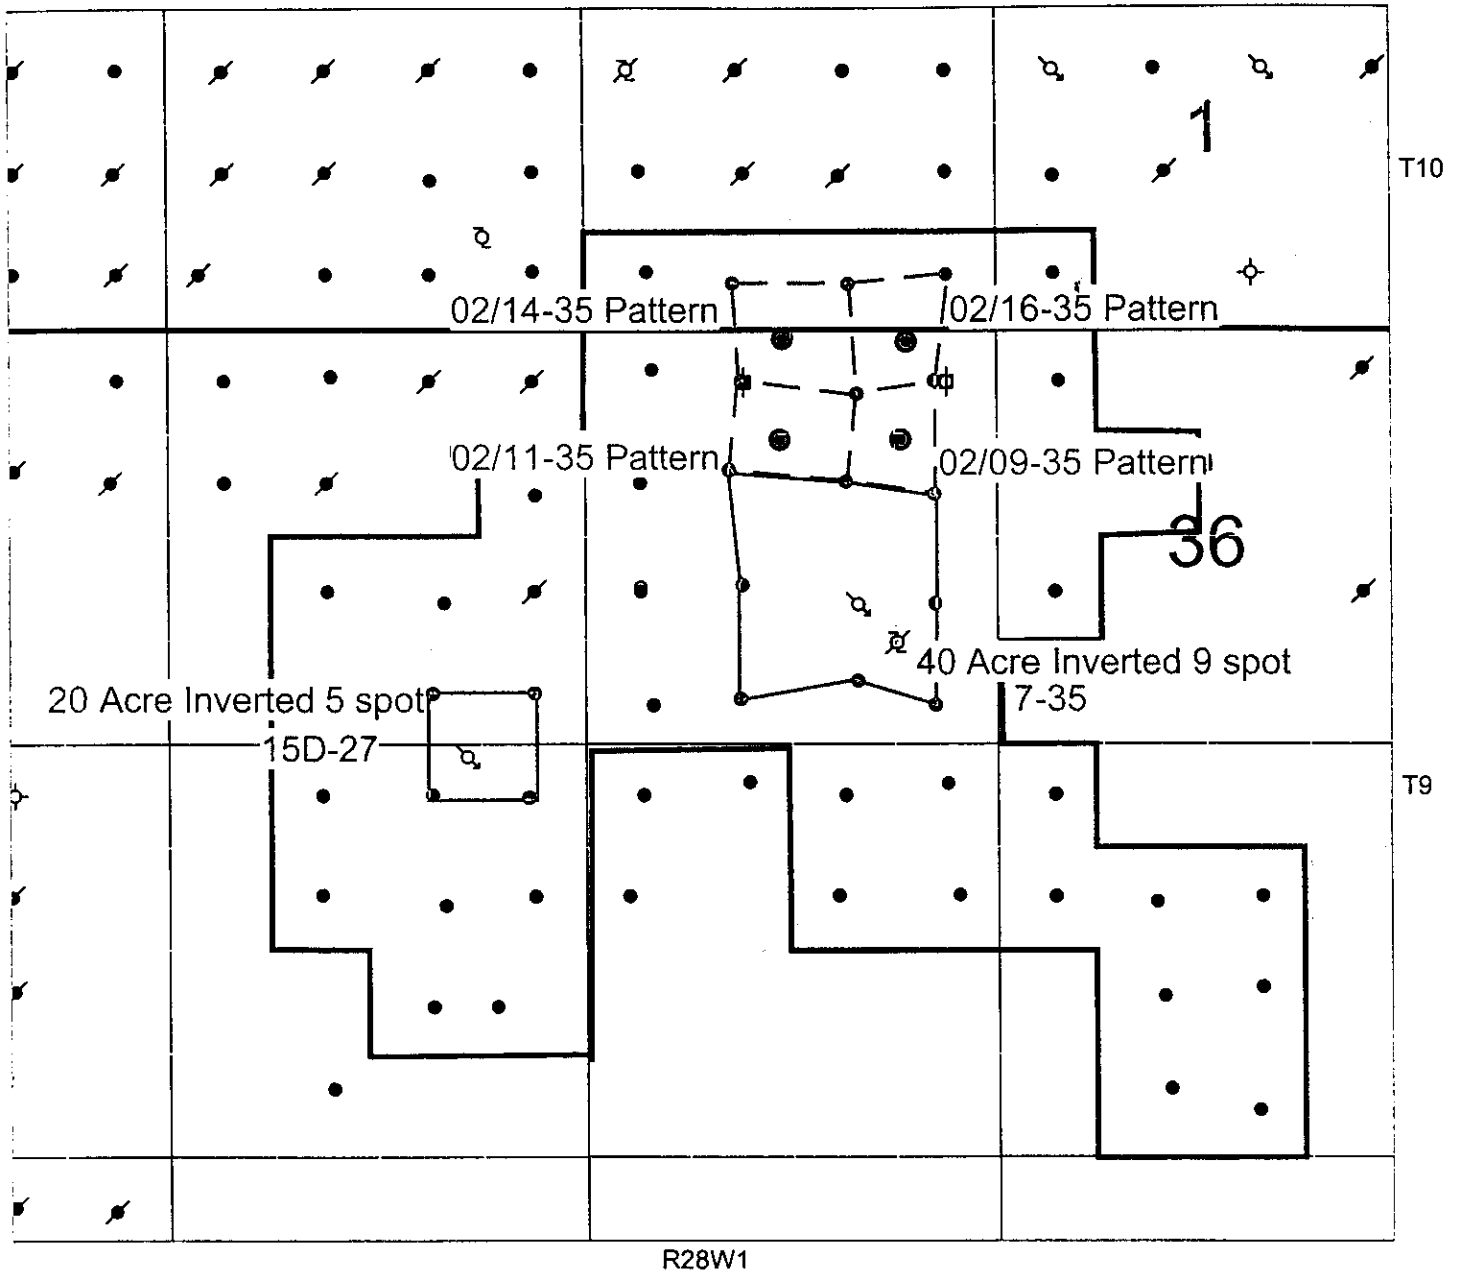 1
T10
02/14-35 Pattern
02/16-35 Pattern
02/11-35 Pattern
02/09-35 Pattern
36
40 Acre Inverted 9 spot
7-35
20 Acre Inverted 5 spot
15D-27
T9
R28W1